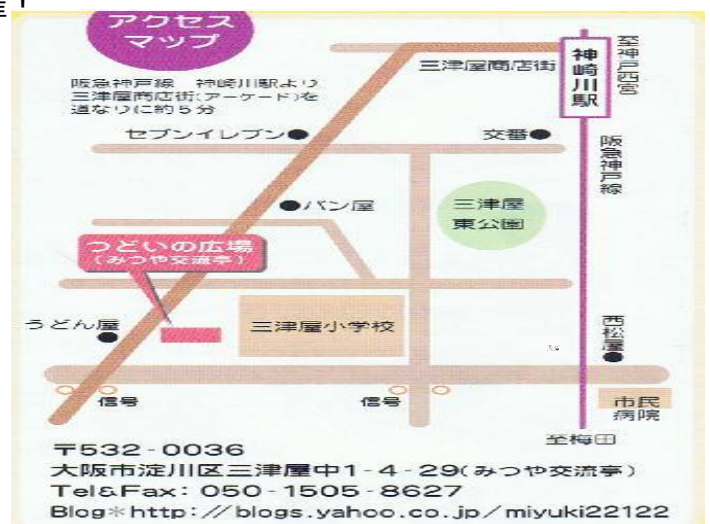 アクセス
マップ
阪急神戸線 神崎川駅より
三津屋商店街(アーケード)を
道なりに約5分
三津屋商店街
神崎川駅
至神戸西宮
阪急神戸線
セブンイレブン
交番
パン屋
三津屋
東公園
つどいの広場
(みつや交流亭)
うどん屋
三津屋小学校
西松屋
信号
信号
市民
病院
至梅田
〒532-0036
大阪市淀川区三津屋中1-4-29(みつや交流亭)
Tel&Fax: 050-1505-8627
Blog*http://blogs.yahoo.co.jp/miyuki22122